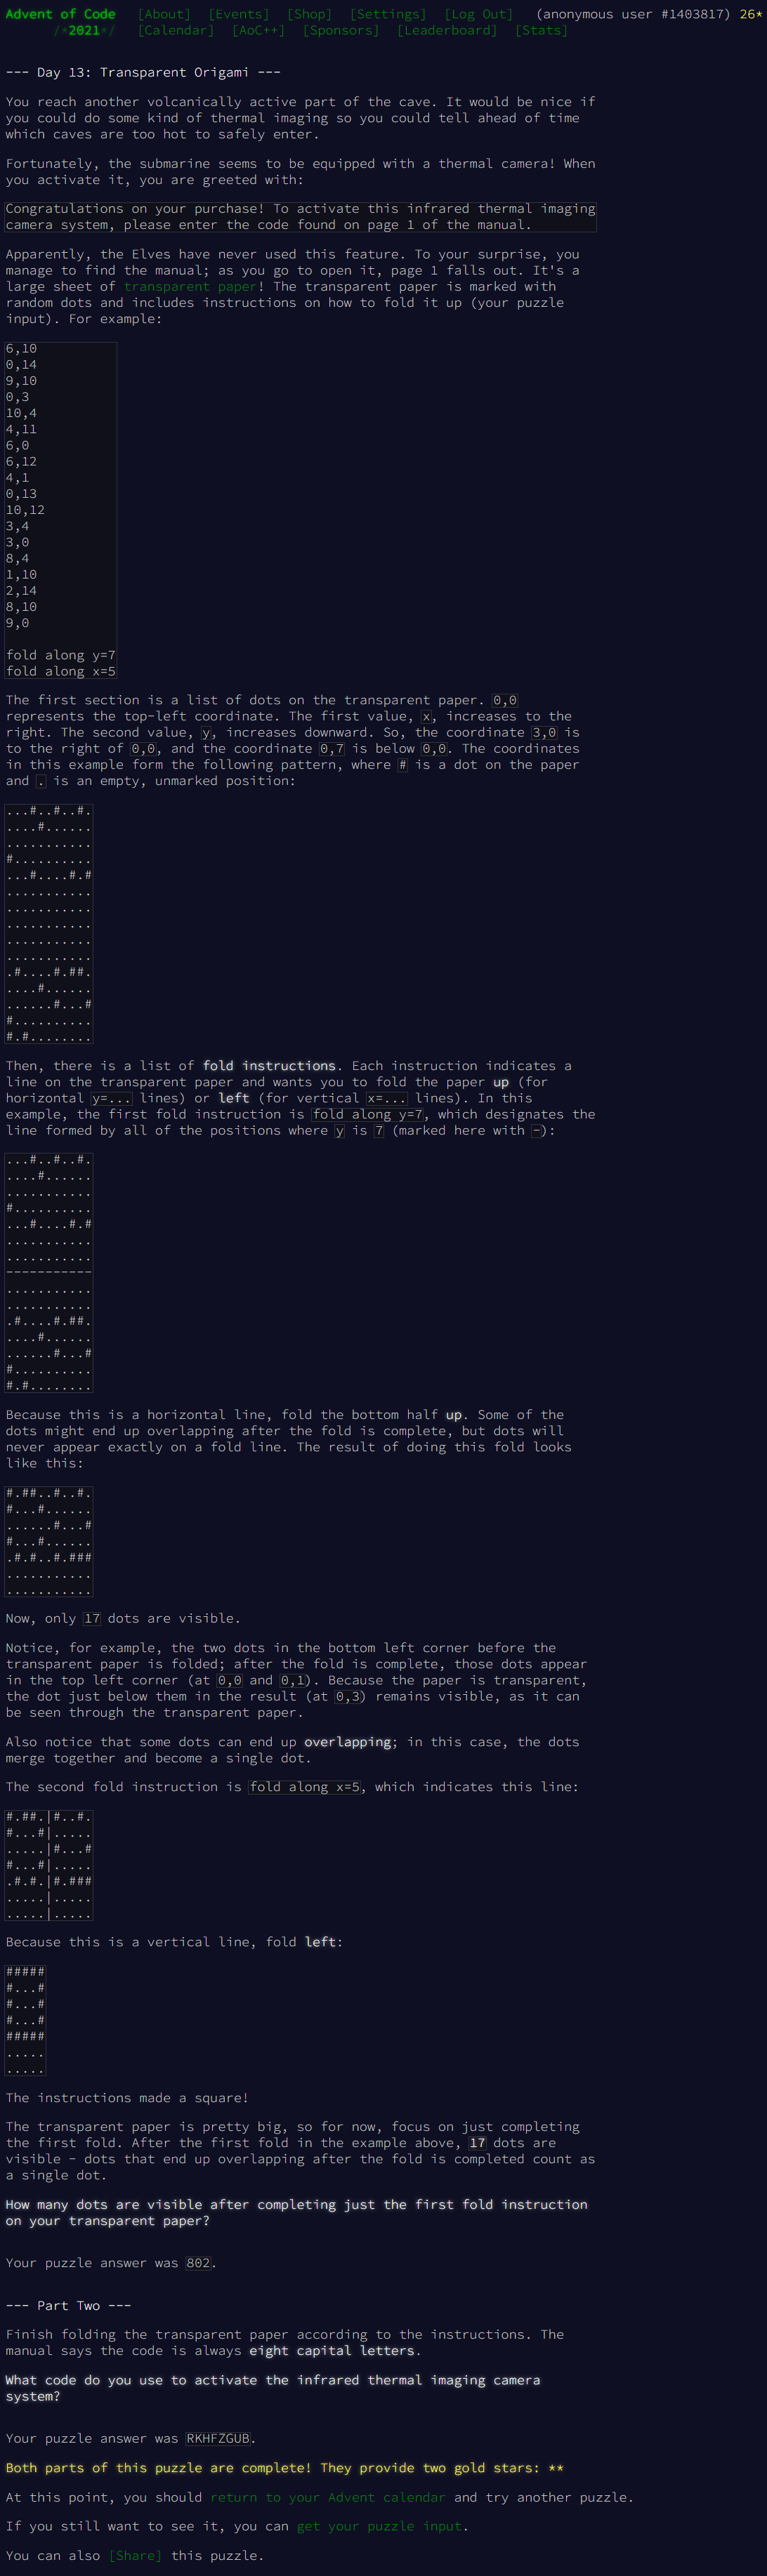 Advent of Code [About] [Events] [Shop] [Settings] [Log Out] (anonymous user #1403817) 26*
/*2021*/ [Calendar] [AoC++] [Sponsors] [Leaderboard] [Stats]
--- Day 13: Transparent Origami ---
You reach another volcanically active part of the cave. It would be nice if
you could do some kind of thermal imaging so you could tell ahead of time
which caves are too hot to safely enter.
Fortunately, the submarine seems to be equipped with a thermal camera! When
you activate it, you are greeted with:
Congratulations on your purchase! To activate this infrared thermal imaging
camera system, please enter the code found on page 1 of the manual.
Apparently, the Elves have never used this feature. To your surprise, you
manage to find the manual; as you go to open it, page 1 falls out. It's a
large sheet of transparent paper! The transparent paper is marked with
random dots and includes instructions on how to fold it up (your puzzle
input). For example:
6,10
0,14
9,10
0,3
10,4
4,11
6,0
6,12
4,1
0,13
10,12
3,4
3,0
8,4
1,10
2,14
8,10
9,0
fold along y=7
fold along x=5
The first section is a list of dots on the transparent paper. 0,0
represents the top-left coordinate. The first value, x, increases to the
right. The second value, y, increases downward. So, the coordinate 3,0 is
to the right of 0,0, and the coordinate 0,7 is below 0,0. The coordinates
in this example form the following pattern, where # is a dot on the paper
and . is an empty, unmarked position:
...#..#..#.
....#......
...........
#..........
...#....#.#
...........
...........
...........
...........
...........
.#....#.##.
....#......
......#...#
#..........
#.#........
Then, there is a list of fold instructions. Each instruction indicates a
line on the transparent paper and wants you to fold the paper up (for
horizontal y=... lines) or left (for vertical x=... lines). In this
example, the first fold instruction is fold along y=7, which designates the
line formed by all of the positions where y is 7 (marked here with -):
...#..#..#.
....#......
...........
#..........
...#....#.#
...........
...........
-----------
...........
...........
.#....#.##.
....#......
......#...#
#..........
#.#........
Because this is a horizontal line, fold the bottom half up. Some of the
dots might end up overlapping after the fold is complete, but dots will
never appear exactly on a fold line. The result of doing this fold looks
like this:
#.##..#..#.
#...#......
......#...#
#...#......
.#.#..#.###
...........
...........
Now, only 17 dots are visible.
Notice, for example, the two dots in the bottom left corner before the
transparent paper is folded; after the fold is complete, those dots appear
in the top left corner (at 0,0 and 0,1). Because the paper is transparent,
the dot just below them in the result (at 0,3) remains visible, as it can
be seen through the transparent paper.
Also notice that some dots can end up overlapping; in this case, the dots
merge together and become a single dot.
The second fold instruction is fold along x=5, which indicates this line:
#.##.|#..#.
#...#|.....
.....|#...#
#...#|.....
.#.#.|#.###
.....|.....
.....|.....
Because this is a vertical line, fold left:
#####
#...#
#...#
#...#
#####
.....
.....
The instructions made a square!
The transparent paper is pretty big, so for now, focus on just completing
the first fold. After the first fold in the example above, 17 dots are
visible - dots that end up overlapping after the fold is completed count as
a single dot.
How many dots are visible after completing just the first fold instruction
on your transparent paper?
Your puzzle answer was 802.
--- Part Two ---
Finish folding the transparent paper according to the instructions. The
manual says the code is always eight capital letters.
What code do you use to activate the infrared thermal imaging camera
system?
Your puzzle answer was RKHFZGUB.
Both parts of this puzzle are complete! They provide two gold stars: **
At this point, you should return to your Advent calendar and try another puzzle.
If you still want to see it, you can get your puzzle input.
You can also [Share] this puzzle.